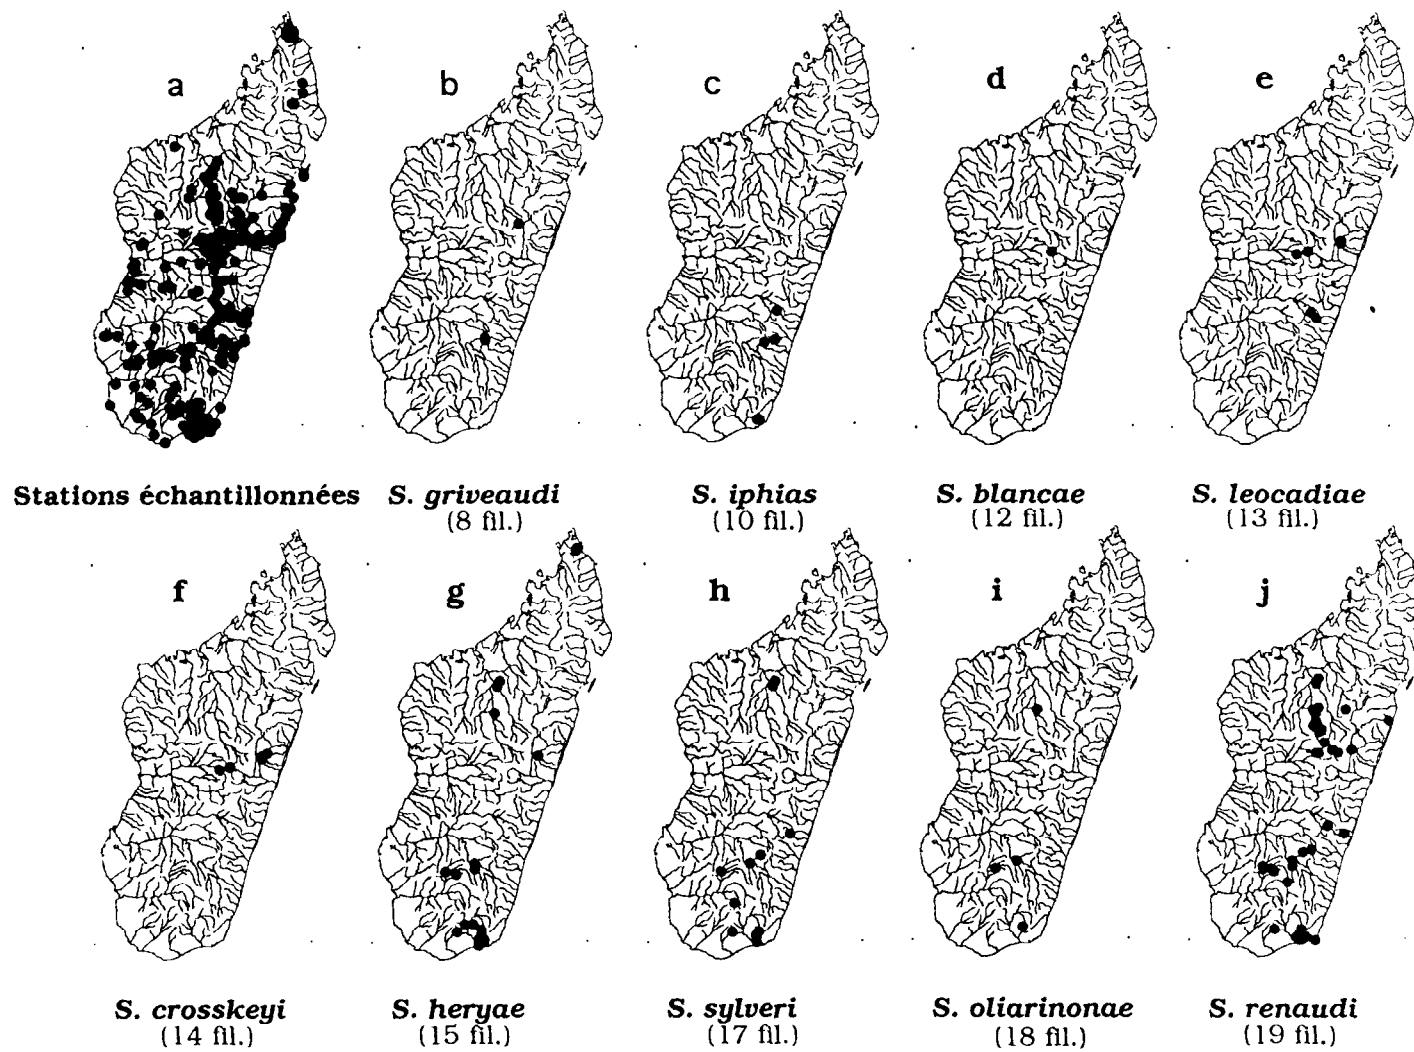 a b c d e
Stations échantillonnées S. griveaudi S. iphias S. blancae S. leocadiae
(8 fil.) (10 fil.) (12 fil.) (13 fil.)
f g h i j
S. crosskeyi S. heryae S. sylveri S. oliarinonae S. renaudi
(14 fil.) (15 fil.) (17 fil.) (18 fil.) (19 fil.)